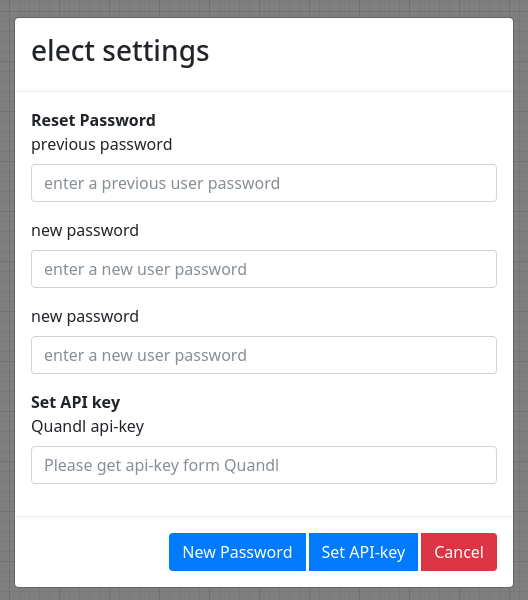 elect settings
Reset Password
previous password
enter a previous user password
new password
enter a new user password
new password
enter a new user password
Set API key
Quandl api-key
Please get api-key form Quandl
New Password Set API-key Cancel